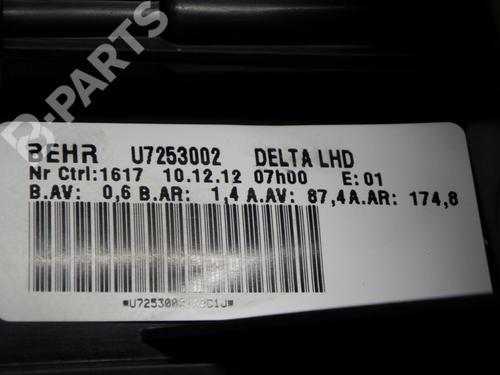 B-PARTS
BEHR U7253002 DELTA LHD
Nr Ctrl:1617 10.12.12 07h00 E:01
B.AV: 0,6 B.AR: 1,4 A.AV: 87,4 A.AR: 174,8